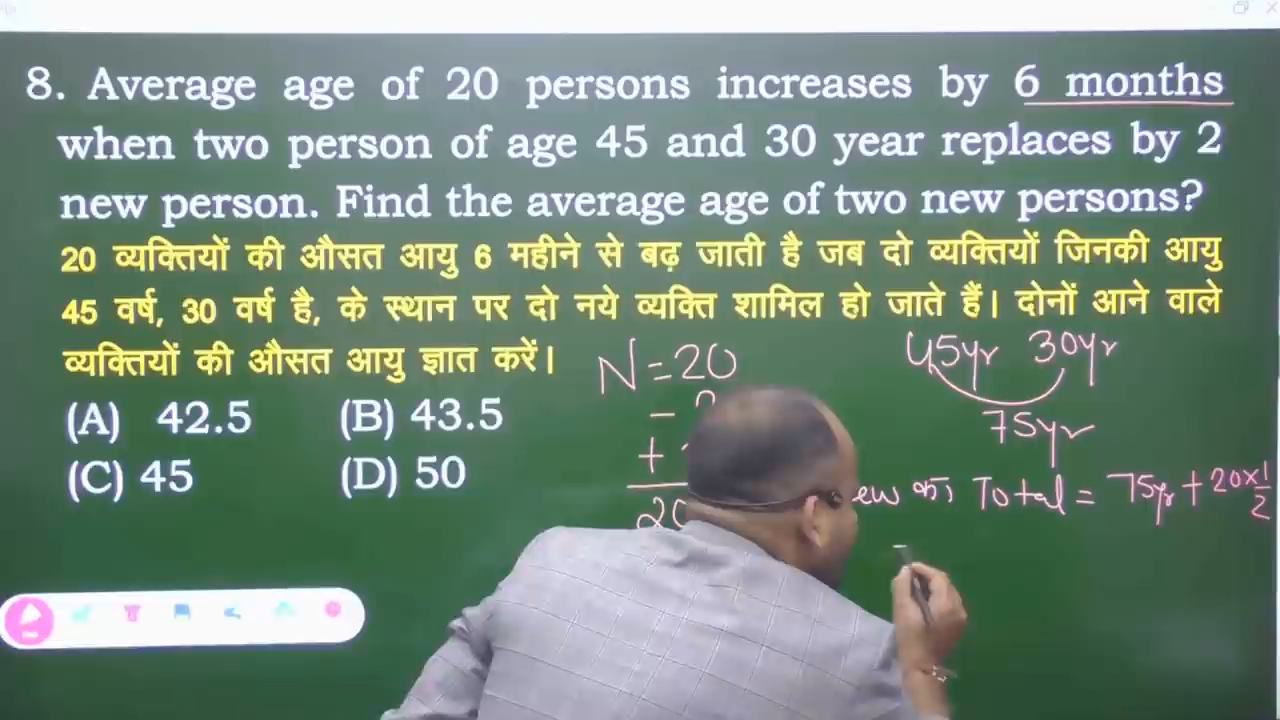 8. Average age of 20 persons increases by 6 months
when two person of age 45 and 30 year replaces by 2
new person. Find the average age of two new persons?
20 व्यक्तियों की औसत आयु 6 महीने से बढ़ जाती है जब दो व्यक्तियों जिनकी आयु
45 वर्ष, 30 वर्ष है, के स्थान पर दो नये व्यक्ति शामिल हो जाते हैं। दोनों आने वाले
व्यक्तियों की औसत आयु ज्ञात करें।
(A) 42.5 (B) 43.5
(C) 45 (D) 50
N = 20
-
+
20
45yr 30yr
75yr
ew का Total = 75yr + 20×1/2